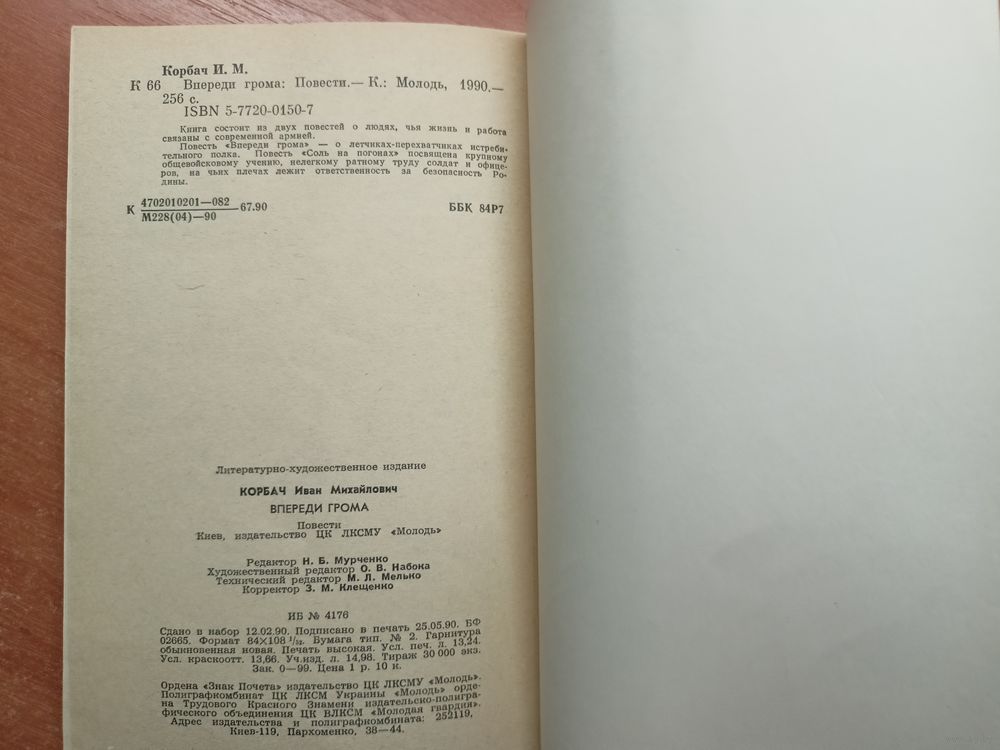 Корбач И. М.
К 66 Впереди грома: Повести.— К.: Молодь, 1990.—
256 с.
ISBN 5-7720-0150-7
Книга состоит из двух повестей о людях, чья жизнь и работа
связаны с современной армией.
Повесть «Впереди грома» — о летчиках-перехватчиках истреби-
тельного полка. Повесть «Соль на погонах» посвящена крупному
общевойсковому учению, нелегкому ратному труду солдат и офице-
ров, на чьих плечах лежит ответственность за безопасность Ро-
дины.
К 4702010201—082
М228(04)—90
—67.90
ББК 84Р7
Литературно-художественное издание
КОРБАЧ Иван Михайлович
ВПЕРЕДИ ГРОМА
Повести
Киев, издательство ЦК ЛКСМУ «Молодь»
Редактор Н. Б. Мурченко
Художественный редактор О. В. Набока
Технический редактор М. Л. Мелько
Корректор З. М. Клещенко
ИБ № 4176
Сдано в набор 12.02.90. Подписано в печать 25.05.90. БФ
02665. Формат 84×108 1/32. Бумага тип. № 2. Гарнитура
обыкновенная новая. Печать высокая. Усл. печ. л. 13,24.
Усл. краскоотт. 13,66. Уч.изд. л. 14,98. Тираж 30 000 экз.
Зак. 0—99. Цена 1 р. 10 к.
Ордена «Знак Почета» издательство ЦК ЛКСМУ «Молодь».
Полиграфкомбинат ЦК ЛКСМ Украины «Молодь» орде-
на Трудового Красного Знамени издательско-полигра-
фического объединения ЦК ВЛКСМ «Молодая гвардия».
Адрес издательства и полиграфкомбината: 252119,
Киев-119, Пархоменко, 38—44.